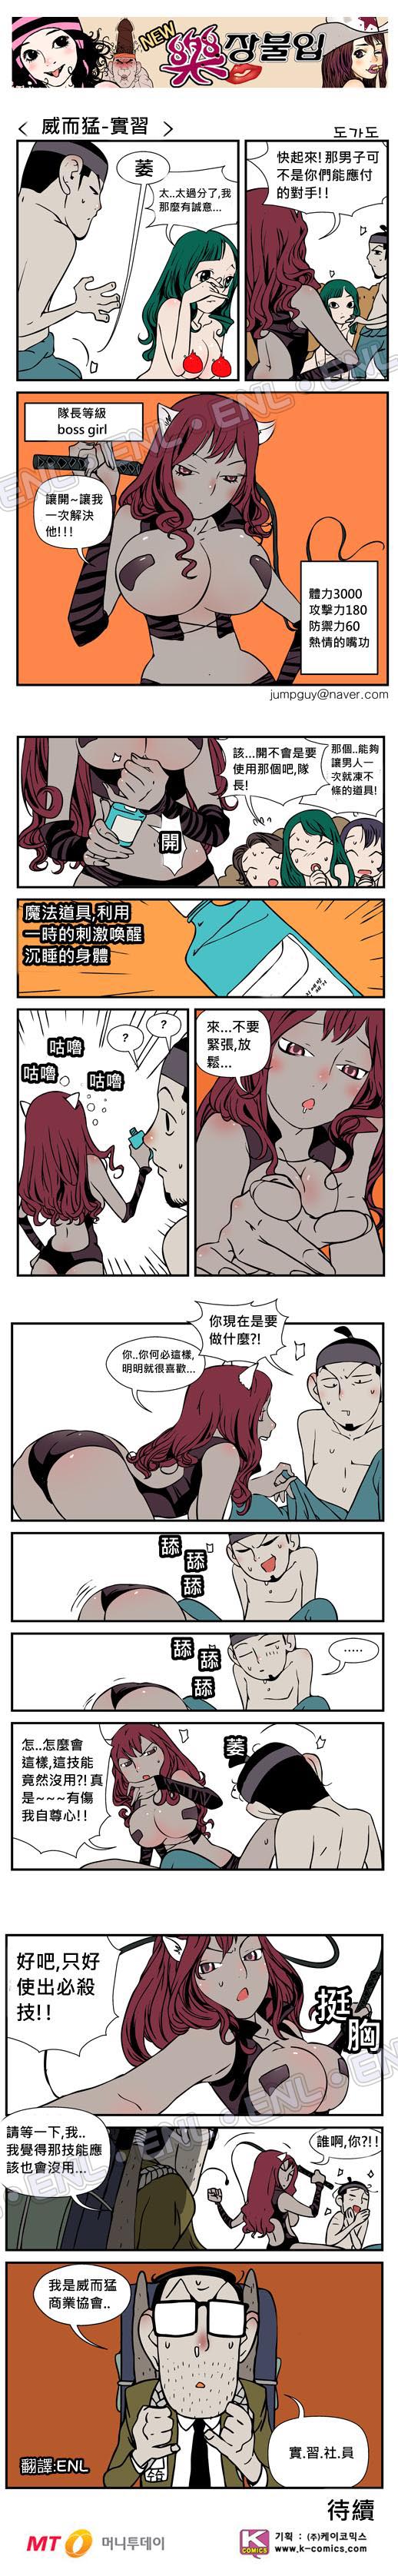 NEW 樂장불입
< 威而猛-實習 >
도가도
萎
太..太過分了,我
那麼有誠意...
快起來! 那男子可
不是你們能應付
的對手!!
ENL · ENL · ENL · ENL
隊長等級
boss girl
讓開~讓我
一次解決
他!!!
體力3000
攻擊力180
防禦力60
熱情的嘴功
jumpguy@naver.com
該...開不會是要
使用那個吧,隊
長!
那個..能夠
讓男人一
次就凍不
條的道具!
開
魔法道具,利用
一時的刺激喚醒
沉睡的身體
咕嚕
咕嚕
咕嚕
?
?
來...不要
緊張,放
鬆...
你現在是要
做什麼?!
你..你何必這樣,
明明就很喜歡...
舔
舔
舔
舔
舔
舔
.....
怎..怎麼會
這樣,這技能
竟然沒用?! 真
是~~~有傷
我自尊心!!
萎
好吧,只好
使出必殺
技!!
挺
胸
ENL · ENL · ENL · ENL
請等一下,我..
我覺得那技能應
該也會沒用...
誰啊,你?!!
我是威而猛
商業協會..
實.習.社.員
翻譯:ENL
待續
MT 머니투데이
K COMICS 기획 : (주)케이코믹스
www.k-comics.com